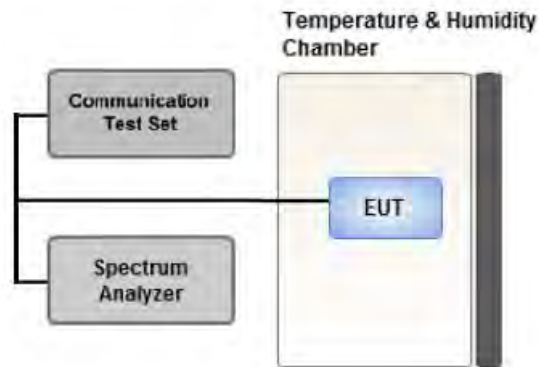 Temperature & Humidity
Chamber
Communication
Test Set
EUT
Spectrum
Analyzer